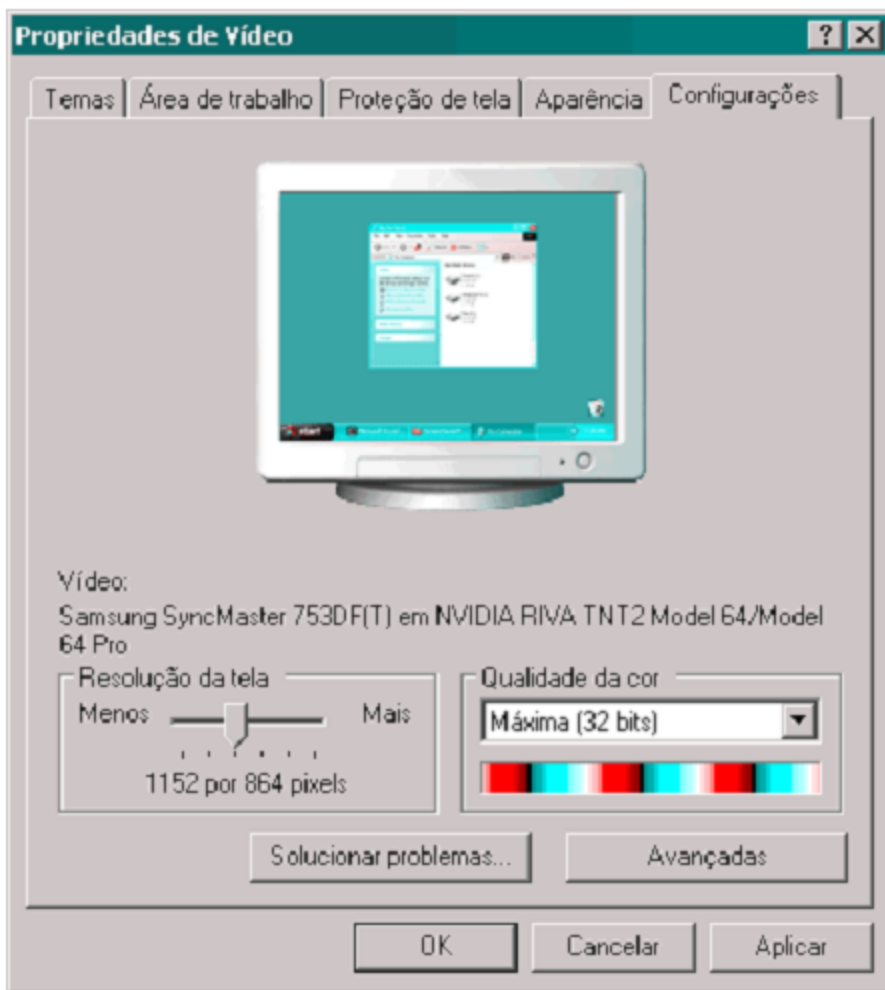 Propriedades de Vídeo
Temas Área de trabalho Proteção de tela Aparência Configurações
start
Vídeo:
Samsung SyncMaster 753DF(T) em NVIDIA RIVA TNT2 Model 64/Model
64 Pro
Resolução da tela
Menos Mais
1152 por 864 pixels
Qualidade da cor
Máxima (32 bits)
Solucionar problemas... Avançadas
OK Cancelar Aplicar